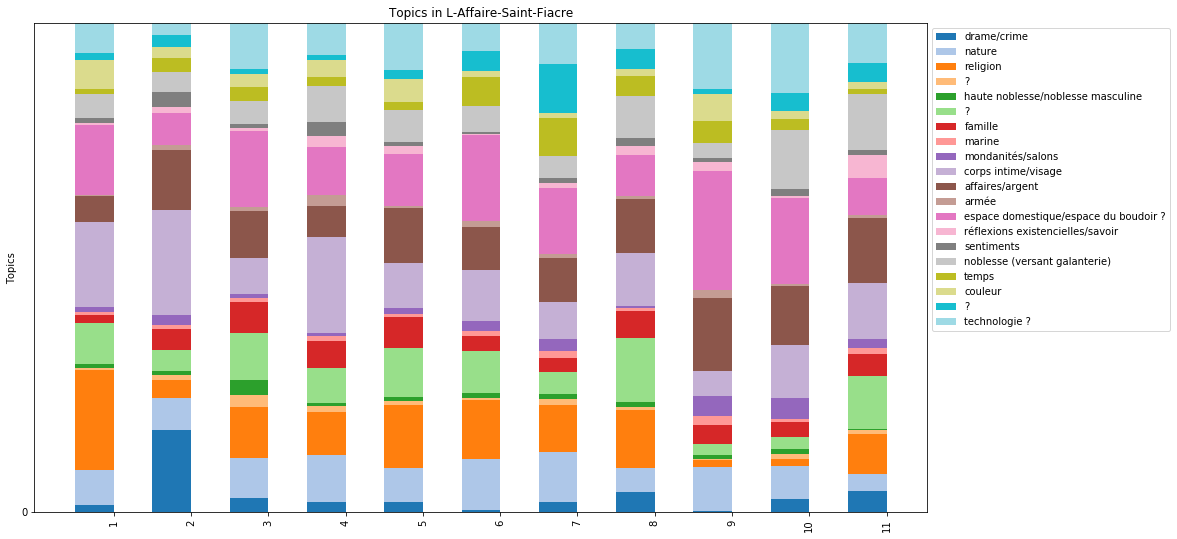 Topics in L-Affaire-Saint-Fiacre
Topics
0
1
2
3
4
5
6
7
8
9
10
11
drame/crime
nature
religion
?
haute noblesse/noblesse masculine
?
famille
marine
mondanités/salons
corps intime/visage
affaires/argent
armée
espace domestique/espace du boudoir ?
réflexions existencielles/savoir
sentiments
noblesse (versant galanterie)
temps
couleur
?
technologie ?